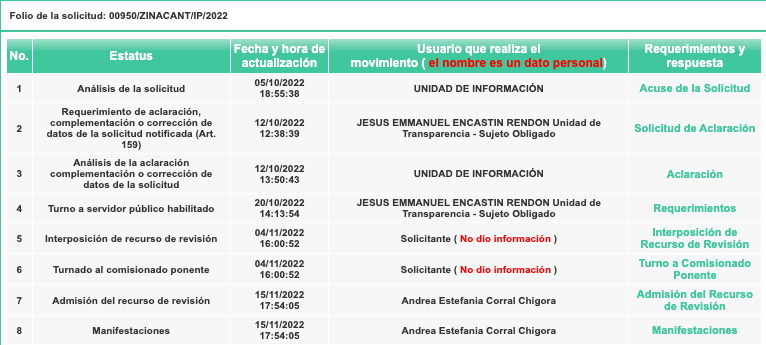 Folio de la solicitud: 00950/ZINACANT/IP/2022
No.
Estatus
Fecha y hora de
actualización
Usuario que realiza el
movimiento ( el nombre es un dato personal)
Requerimientos y
respuesta
1
Análisis de la solicitud
05/10/2022
18:55:38
UNIDAD DE INFORMACIÓN
Acuse de la Solicitud
2
Requerimiento de aclaración,
complementación o corrección de
datos de la solicitud notificada (Art.
159)
12/10/2022
12:38:39
JESUS EMMANUEL ENCASTIN RENDON Unidad de
Transparencia - Sujeto Obligado
Solicitud de Aclaración
3
Análisis de la aclaración
complementación o corrección de
datos de la solicitud
12/10/2022
13:50:43
UNIDAD DE INFORMACIÓN
Aclaración
4
Turno a servidor público habilitado
20/10/2022
14:13:54
JESUS EMMANUEL ENCASTIN RENDON Unidad de
Transparencia - Sujeto Obligado
Requerimientos
5
Interposición de recurso de revisión
04/11/2022
16:00:52
Solicitante ( No dio información )
Interposición de
Recurso de Revisión
6
Turnado al comisionado ponente
04/11/2022
16:00:52
Solicitante ( No dio información )
Turno a Comisionado
Ponente
7
Admisión del recurso de revisión
15/11/2022
17:54:05
Andrea Estefania Corral Chigora
Admisión del Recurso
de Revisión
8
Manifestaciones
15/11/2022
17:54:05
Andrea Estefania Corral Chigora
Manifestaciones